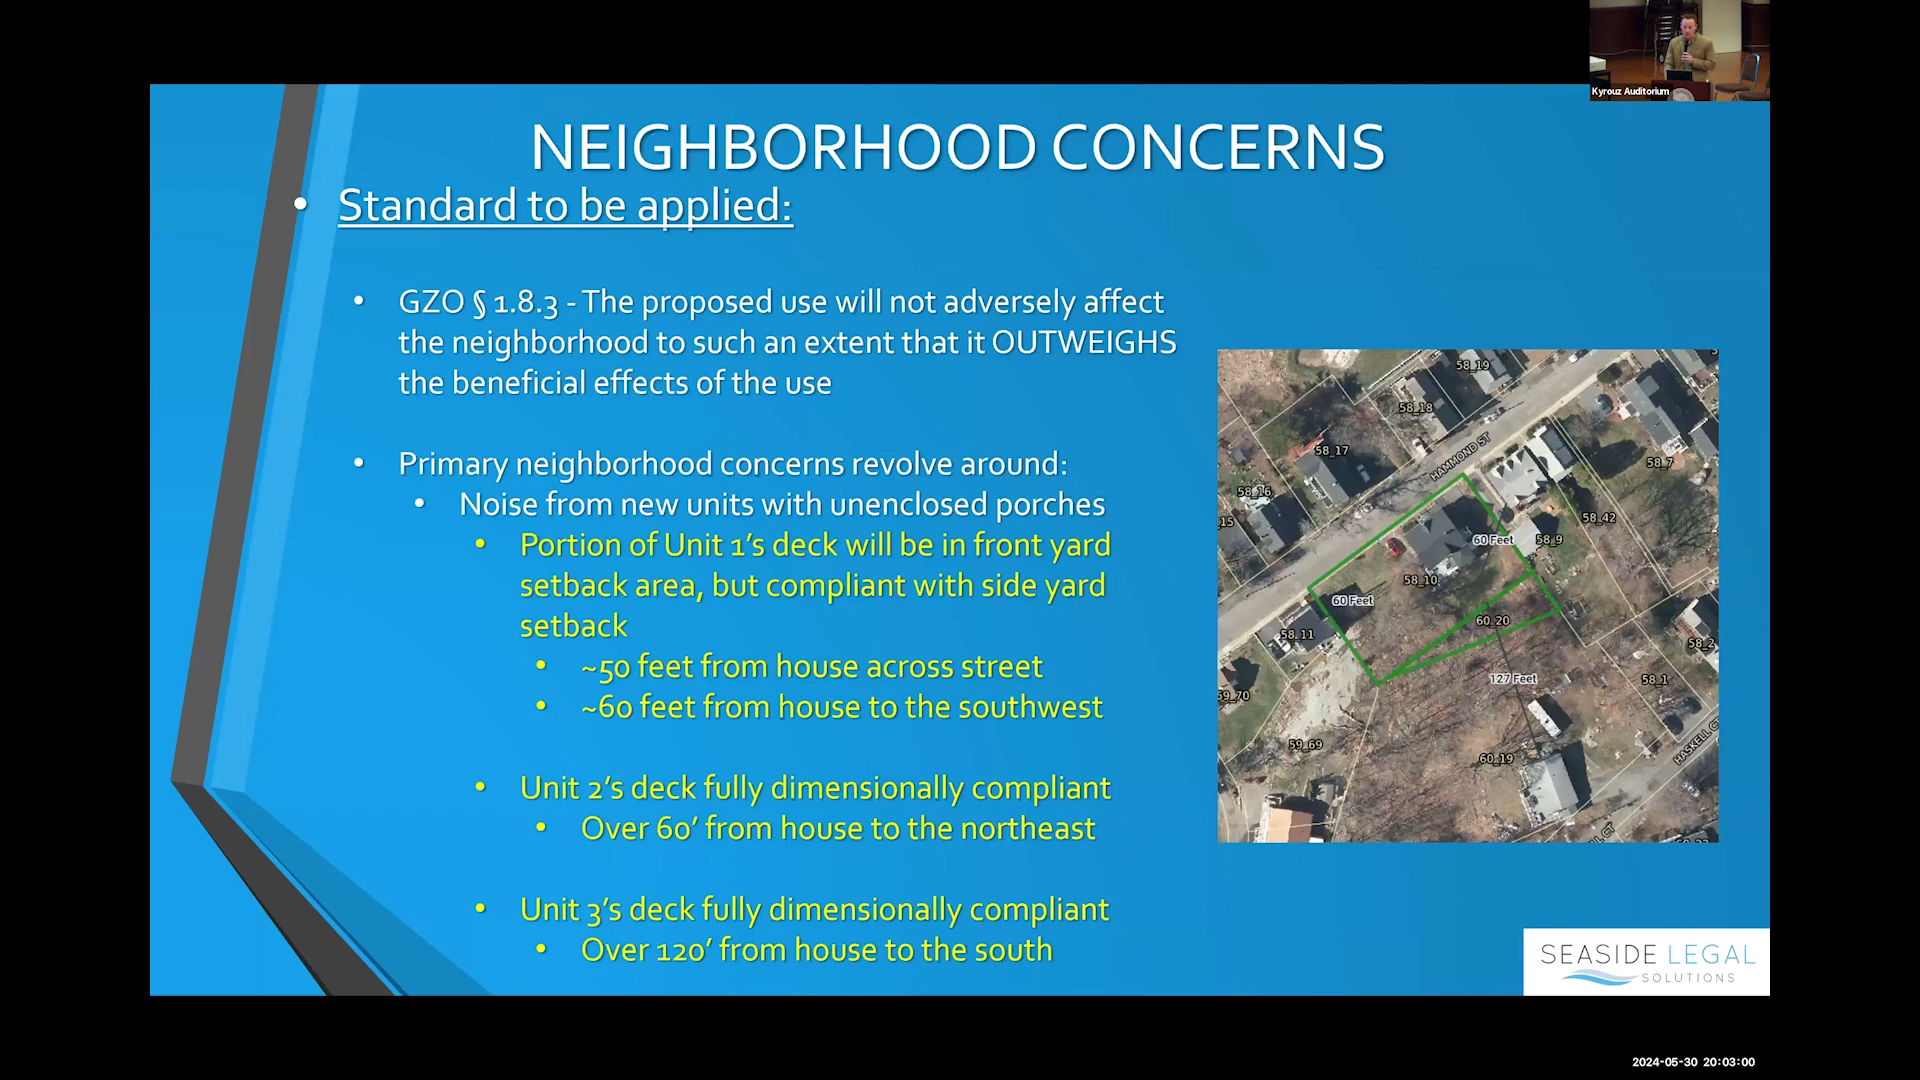 Kyrouz Auditorium
NEIGHBORHOOD CONCERNS
• Standard to be applied:
• GZO § 1.8.3 - The proposed use will not adversely affect
the neighborhood to such an extent that it OUTWEIGHS
the beneficial effects of the use
• Primary neighborhood concerns revolve around:
• Noise from new units with unenclosed porches
• Portion of Unit 1's deck will be in front yard
setback area, but compliant with side yard
setback
• ~50 feet from house across street
• ~60 feet from house to the southwest
• Unit 2's deck fully dimensionally compliant
• Over 60' from house to the northeast
• Unit 3's deck fully dimensionally compliant
• Over 120' from house to the south
58_19
58_18
HAMMOND ST
58_17
58_7
58_16
58_42
60 Feet
58_9
58_10
60 Feet
60_20
58_11
58_2
127 Feet
58_1
59_70
HASKELL CT
59_69
60_19
SEASIDE LEGAL
SOLUTIONS
2024-05-30 20:03:00